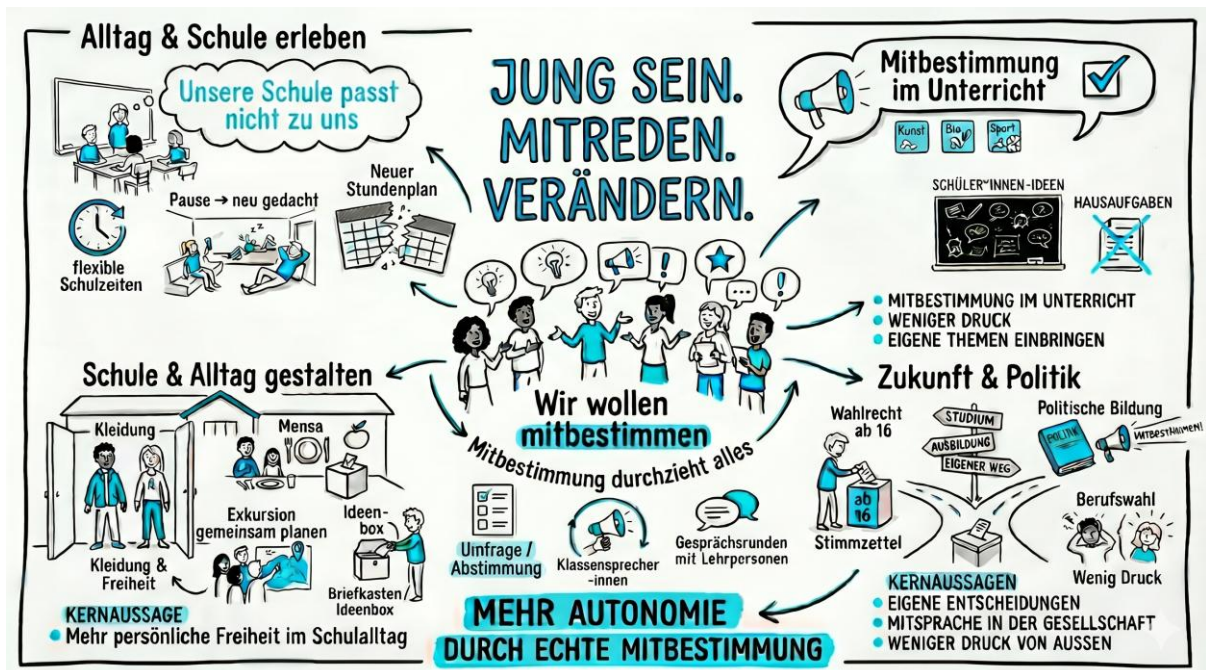 Alltag & Schule erleben
Unsere Schule passt
nicht zu uns
flexible
Schulzeiten
Pause → neu gedacht
z z
Neuer
Stundenplan
JUNG SEIN.
MITREDEN.
VERÄNDERN.
Mitbestimmung
im Unterricht
Kunst
Bio
Sport
SCHÜLER*INNEN-IDEEN
HAUSAUFGABEN
MITBESTIMMUNG IM UNTERRICHT
WENIGER DRUCK
EIGENE THEMEN EINBRINGEN
Schule & Alltag gestalten
Kleidung
Mensa
Kleidung &
Freiheit
Exkursion
gemeinsam planen
Ideen-
box
Briefkasten/
Ideenbox
KERNAUSSAGE
Mehr persönliche Freiheit im Schulalltag
Wir wollen
mitbestimmen
Mitbestimmung durchzieht alles
Umfrage /
Abstimmung
Klassensprecher
-innen
Gesprächsrunden
mit Lehrpersonen
MEHR AUTONOMIE
DURCH ECHTE MITBESTIMMUNG
Zukunft & Politik
Wahlrecht
ab 16
ab
16
Stimmzettel
STUDIUM
AUSBILDUNG
EIGENER WEG
Politische Bildung
POLITIK
Berufswahl
Wenig Druck
KERNAUSSAGEN
EIGENE ENTSCHEIDUNGEN
MITSPRACHE IN DER GESELLSCHAFT
WENIGER DRUCK VON AUSSEN